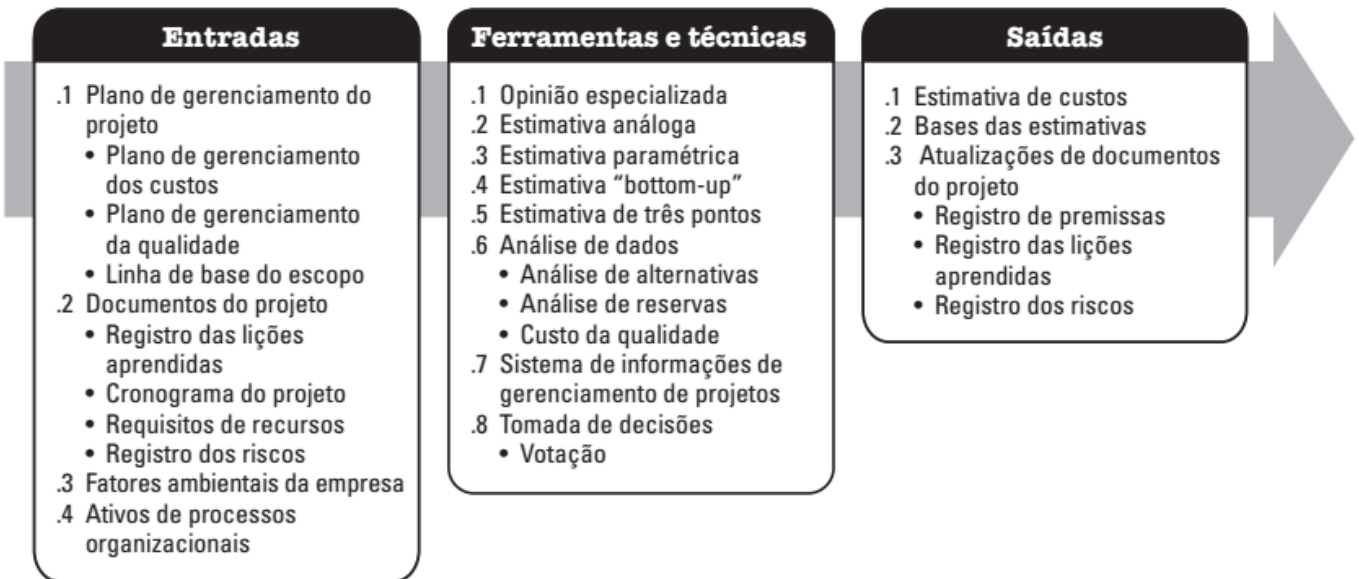 Entradas
.1 Plano de gerenciamento do
projeto
• Plano de gerenciamento
dos custos
• Plano de gerenciamento
da qualidade
• Linha de base do escopo
.2 Documentos do projeto
• Registro das lições
aprendidas
• Cronograma do projeto
• Requisitos de recursos
• Registro dos riscos
.3 Fatores ambientais da empresa
.4 Ativos de processos
organizacionais
Ferramentas e técnicas
.1 Opinião especializada
.2 Estimativa análoga
.3 Estimativa paramétrica
.4 Estimativa “bottom-up”
.5 Estimativa de três pontos
.6 Análise de dados
• Análise de alternativas
• Análise de reservas
• Custo da qualidade
.7 Sistema de informações de
gerenciamento de projetos
.8 Tomada de decisões
• Votação
Saídas
.1 Estimativa de custos
.2 Bases das estimativas
.3 Atualizações de documentos
do projeto
• Registro de premissas
• Registro das lições
aprendidas
• Registro dos riscos